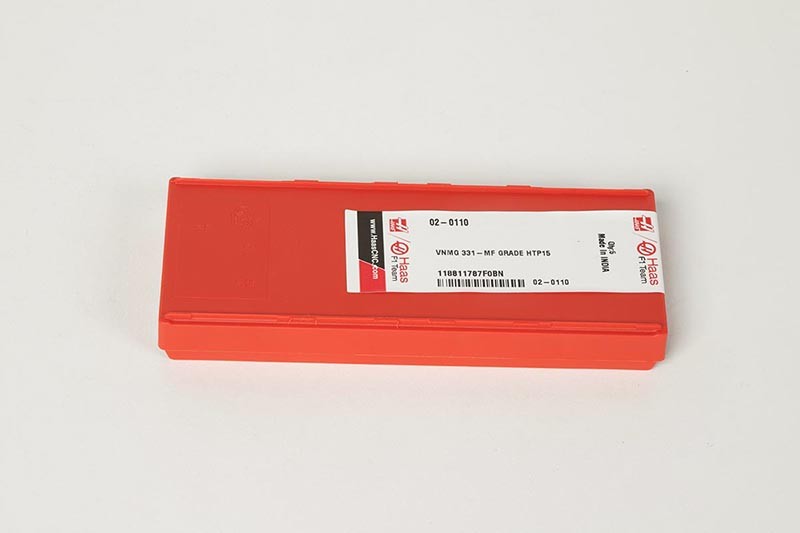 www.HaasCNC.com
Haas
F1 Team
02-0110
VNMG 331-MF GRADE HTP15
118811787F0BN
02-0110
Qty:5
Made in INDIA
Haas
F1 Team